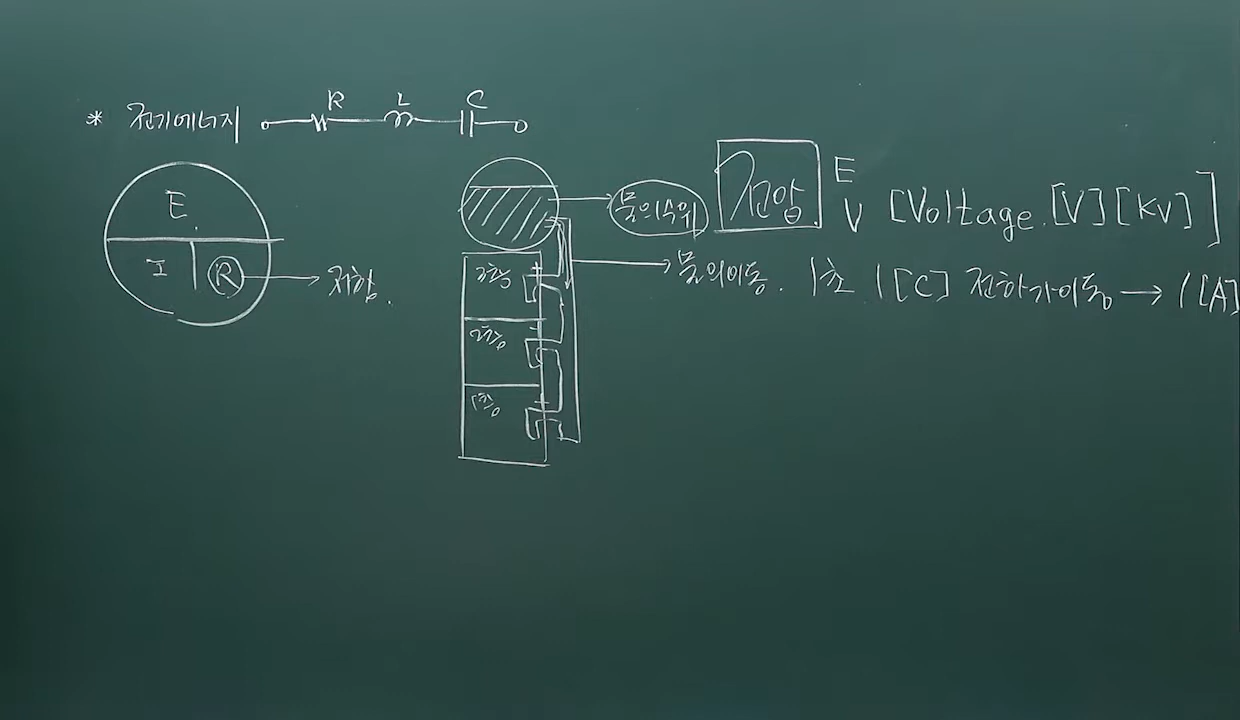 * 전기에너지 R L C
E
I R 저항.
물의 수위 전압 E
V [Voltage. [V] [kV] ]
물의이동. 1초 1[C] 전하가이동 → 1[A]
3층
2층
1층